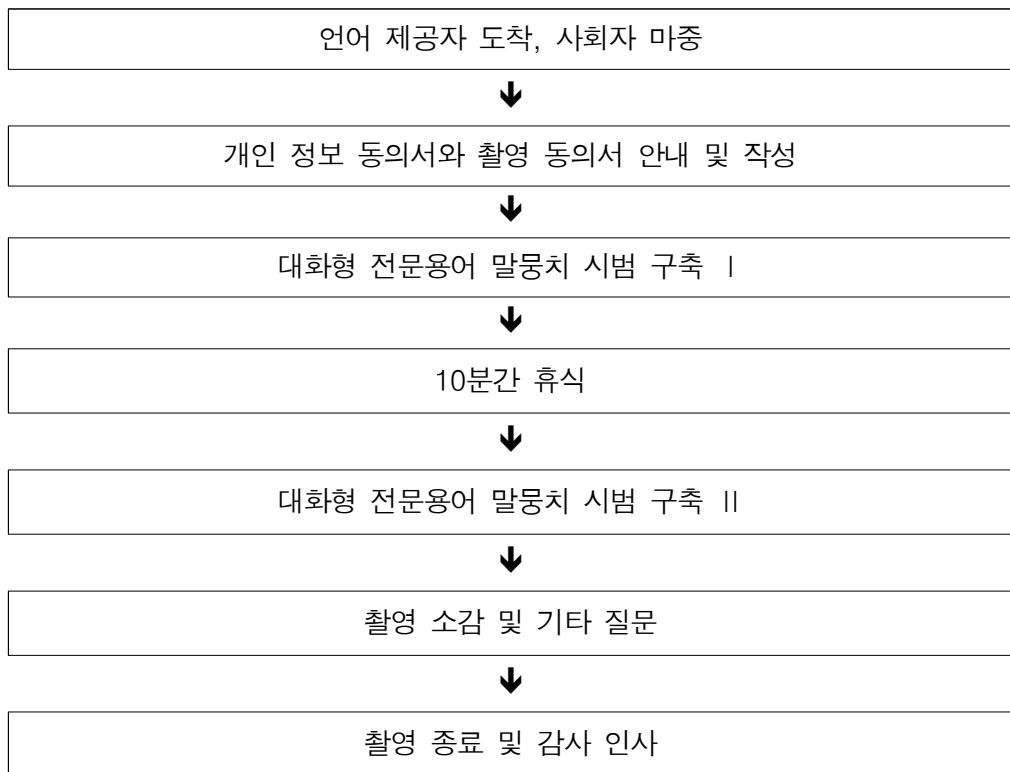 언어 제공자 도착, 사회자 마중
개인 정보 동의서와 촬영 동의서 안내 및 작성
대화형 전문용어 말뭉치 시범 구축 Ⅰ
10분간 휴식
대화형 전문용어 말뭉치 시범 구축 Ⅱ
촬영 소감 및 기타 질문
촬영 종료 및 감사 인사